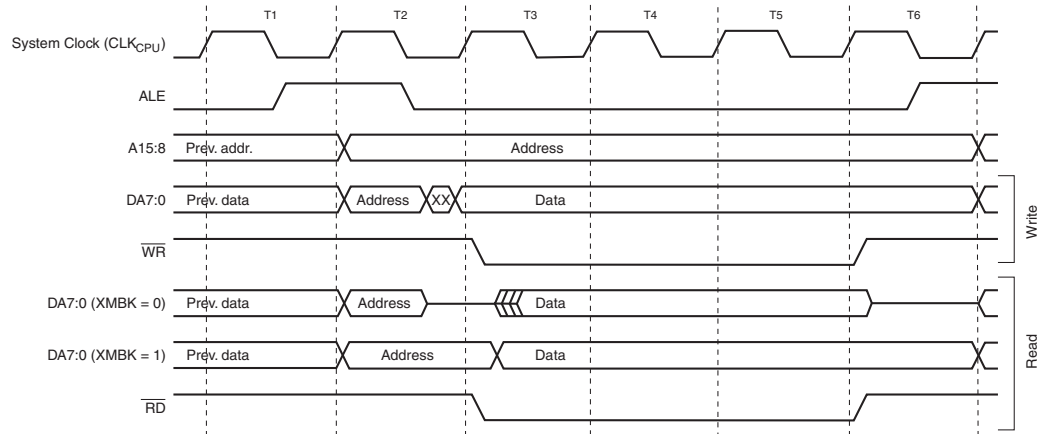 T1 T2 T3 T4 T5 T6
System Clock (CLKCPU)
ALE
A15:8 Prev. addr. Address
DA7:0 Prev. data Address XX Data
WR
Write
DA7:0 (XMBK = 0) Prev. data Address Data
DA7:0 (XMBK = 1) Prev. data Address Data
RD
Read